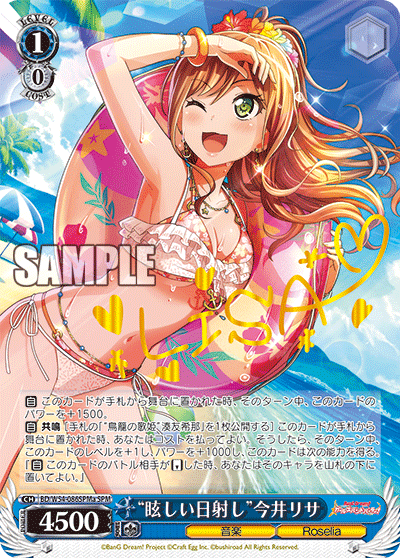 LEVEL
1
0
COST
SAMPLE
LISA
自 このカードが手札から舞台に置かれた時、そのターン中、このカードの
パワーを+1500。
自 共鳴 [手札の「“鳥籠の歌姫”湊友希那」を1枚公開する] このカードが手札から舞台
に置かれた時、あなたはコストを払ってよい。そうしたら、そのターン中、
このカードのレベルを+1し、パワーを+1000し、このカードは次の能力を得る。
『自 このカードのバトル相手が した時、あなたはそのキャラを山札の下に
置いてよい。』
CH BD/W54-086SPMa SPM
“眩しい日射し”今井リサ
POWER
4500
音楽
Roselia
©BanG Dream! Project ©Craft Egg Inc. ©bushiroad All Rights Reserved.